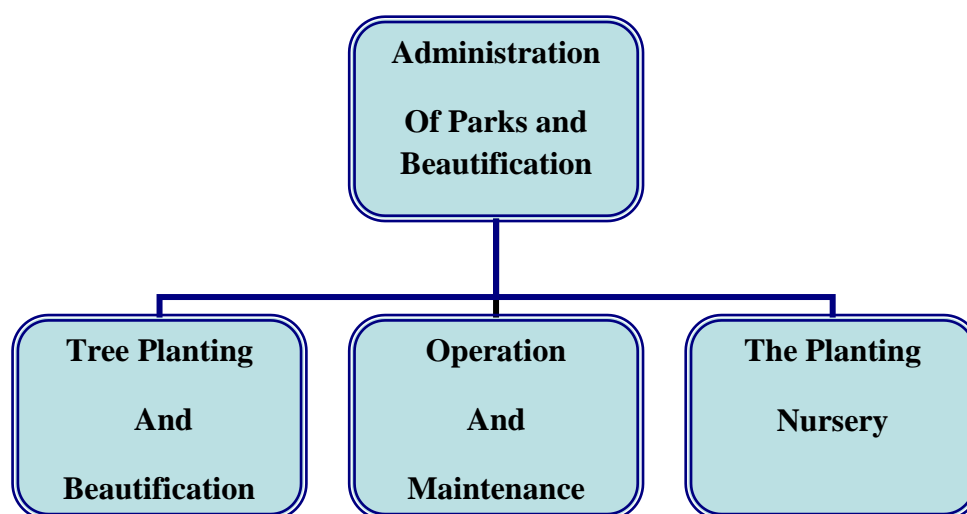 Administration
Of Parks and
Beautification
Tree Planting
And
Beautification
Operation
And
Maintenance
The Planting
Nursery